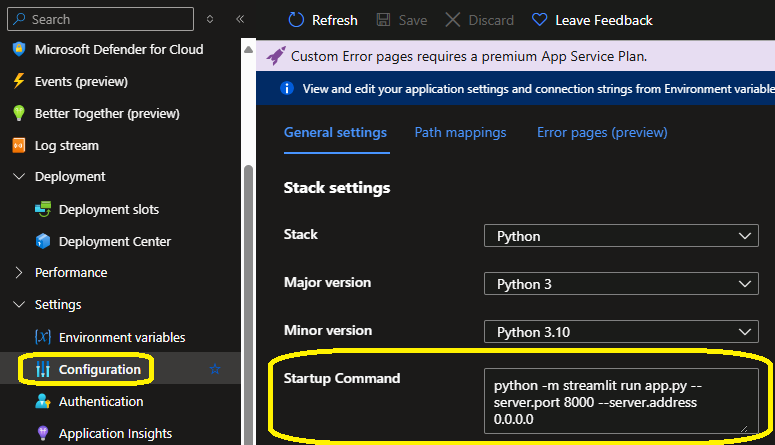 Search
Microsoft Defender for Cloud
Events (preview)
Better Together (preview)
Log stream
Deployment
Deployment slots
Deployment Center
Performance
Settings
Environment variables
Configuration
Authentication
Application Insights
Refresh
Save
Discard
Leave Feedback
Custom Error pages requires a premium App Service Plan.
View and edit your application settings and connection strings from Environment variable
General settings
Path mappings
Error pages (preview)
Stack settings
Stack
Python
Major version
Python 3
Minor version
Python 3.10
Startup Command
python -m streamlit run app.py --
server.port 8000 --server.address
0.0.0.0